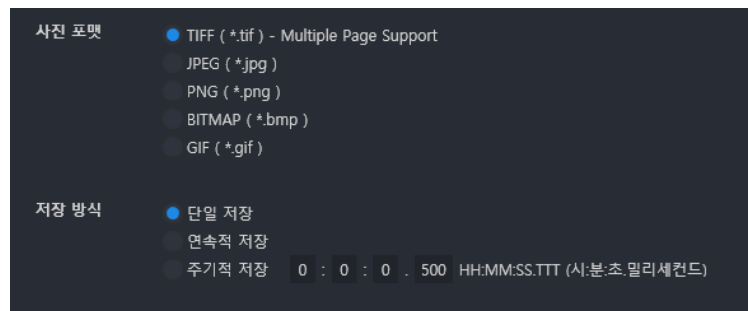 사진 포맷 TIFF ( *.tif ) - Multiple Page Support
JPEG ( *.jpg )
PNG ( *.png )
BITMAP ( *.bmp )
GIF ( *.gif )
저장 방식 단일 저장
연속적 저장
주기적 저장 0 : 0 : 0 . 500 HH:MM:SS.TTT (시:분:초.밀리세컨드)